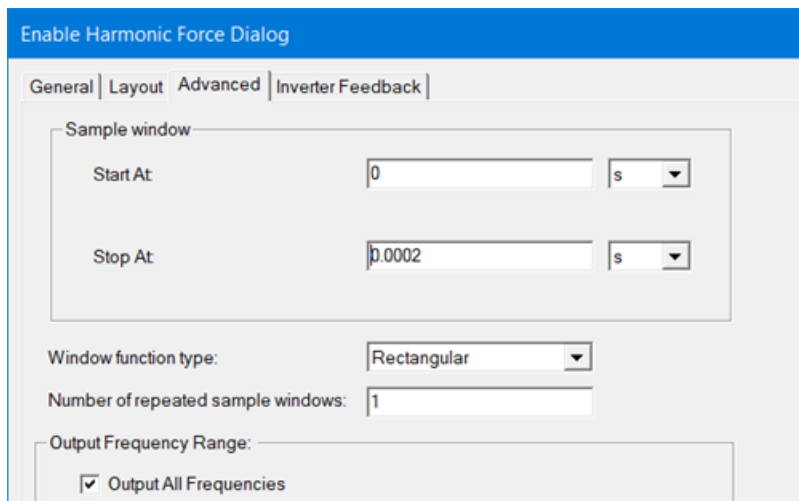 Enable Harmonic Force Dialog
General Layout Advanced Inverter Feedback
Sample window
Start At: 0 s
Stop At: 0.0002 s
Window function type: Rectangular
Number of repeated sample windows: 1
Output Frequency Range:
Output All Frequencies